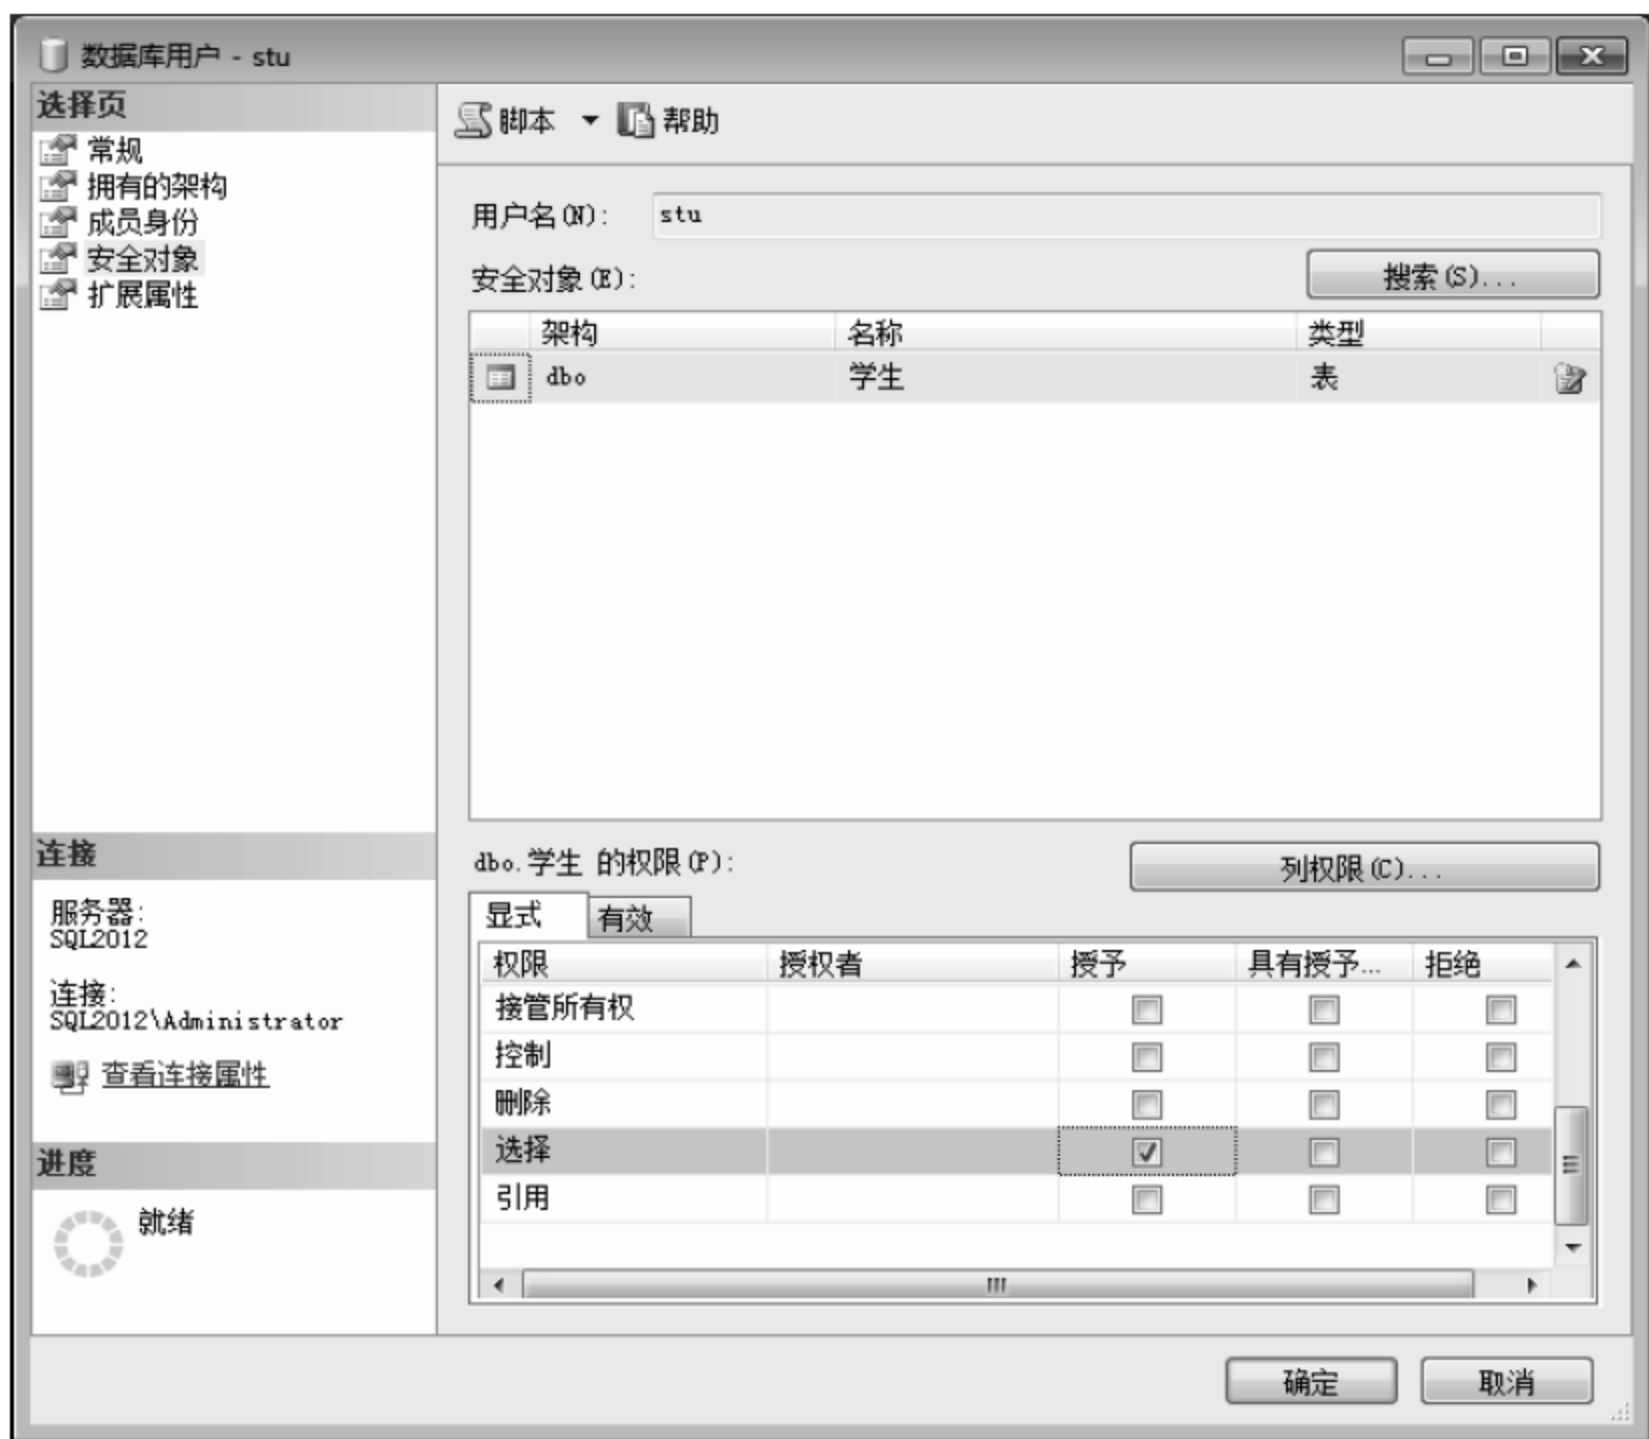 数据库用户 - stu
选择页
常规
拥有的架构
成员身份
安全对象
扩展属性
脚本 帮助
用户名(N): stu
安全对象(E): 搜索(S)...
架构 名称 类型
dbo 学生 表
dbo.学生 的权限(P): 列权限(C)...
显式 有效
权限 授权者 授予 具有授予... 拒绝
接管所有权
控制
删除
选择
引用
连接
服务器:
SQL2012
连接:
SQL2012\Administrator
查看连接属性
进度
就绪
确定 取消